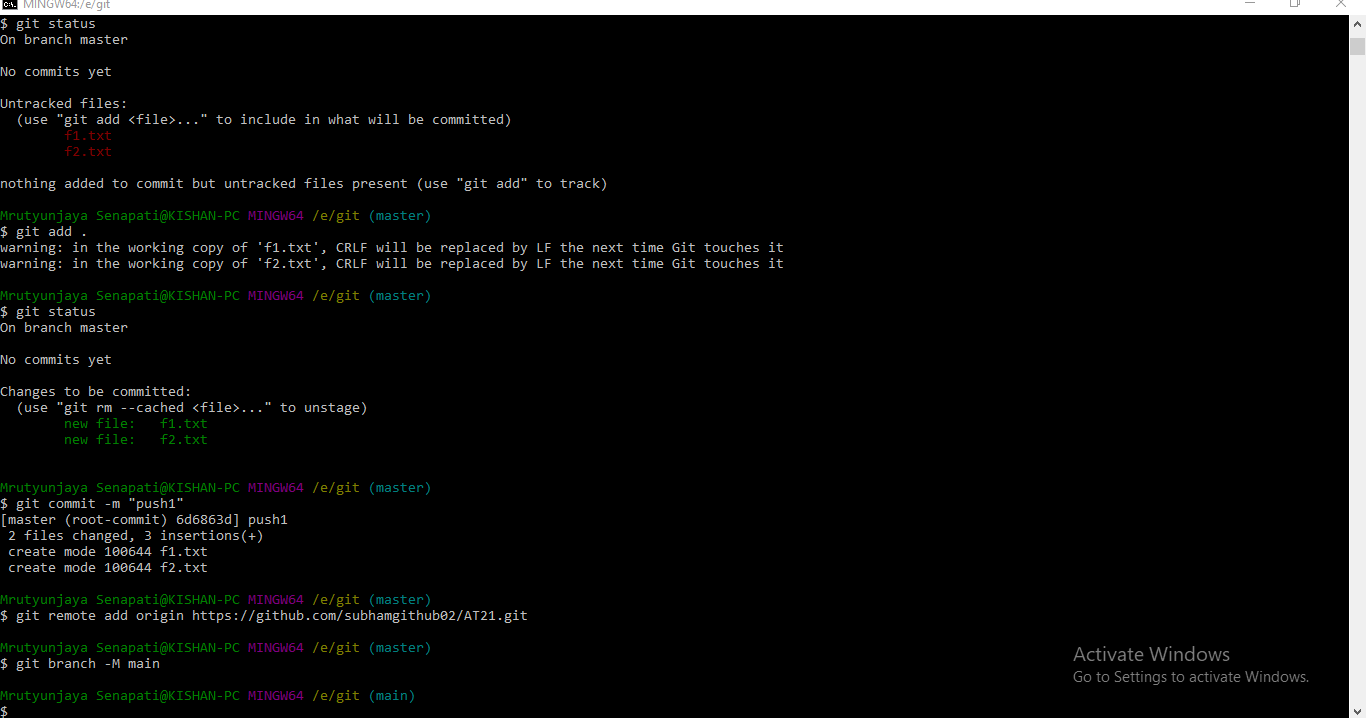 MINGW64:/e/git
$ git status
On branch master
No commits yet
Untracked files:
(use "git add <file>..." to include in what will be committed)
f1.txt
f2.txt
nothing added to commit but untracked files present (use "git add" to track)
Mrutyunjaya Senapati@KISHAN-PC MINGW64 /e/git (master)
$ git add .
warning: in the working copy of 'f1.txt', CRLF will be replaced by LF the next time Git touches it
warning: in the working copy of 'f2.txt', CRLF will be replaced by LF the next time Git touches it
Mrutyunjaya Senapati@KISHAN-PC MINGW64 /e/git (master)
$ git status
On branch master
No commits yet
Changes to be committed:
(use "git rm --cached <file>..." to unstage)
new file:   f1.txt
new file:   f2.txt
Mrutyunjaya Senapati@KISHAN-PC MINGW64 /e/git (master)
$ git commit -m "push1"
[master (root-commit) 6d6863d] push1
2 files changed, 3 insertions(+)
create mode 100644 f1.txt
create mode 100644 f2.txt
Mrutyunjaya Senapati@KISHAN-PC MINGW64 /e/git (master)
$ git remote add origin https://github.com/subhamgithub02/AT21.git
Mrutyunjaya Senapati@KISHAN-PC MINGW64 /e/git (master)
$ git branch -M main
Mrutyunjaya Senapati@KISHAN-PC MINGW64 /e/git (main)
$
Activate Windows
Go to Settings to activate Windows.